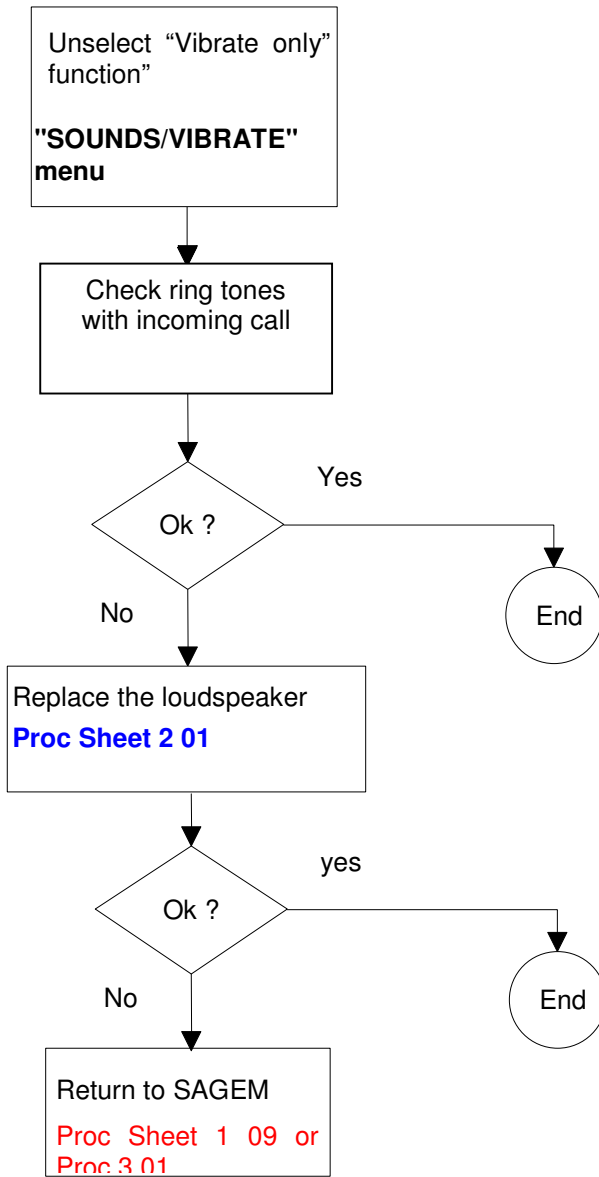 Unselect “Vibrate only”
function”
"SOUNDS/VIBRATE"
menu
Check ring tones
with incoming call
Ok ?
Yes
End
No
Replace the loudspeaker
Proc Sheet 2 01
Ok ?
yes
End
No
Return to SAGEM
Proc Sheet 1 09 or
Proc 3 01